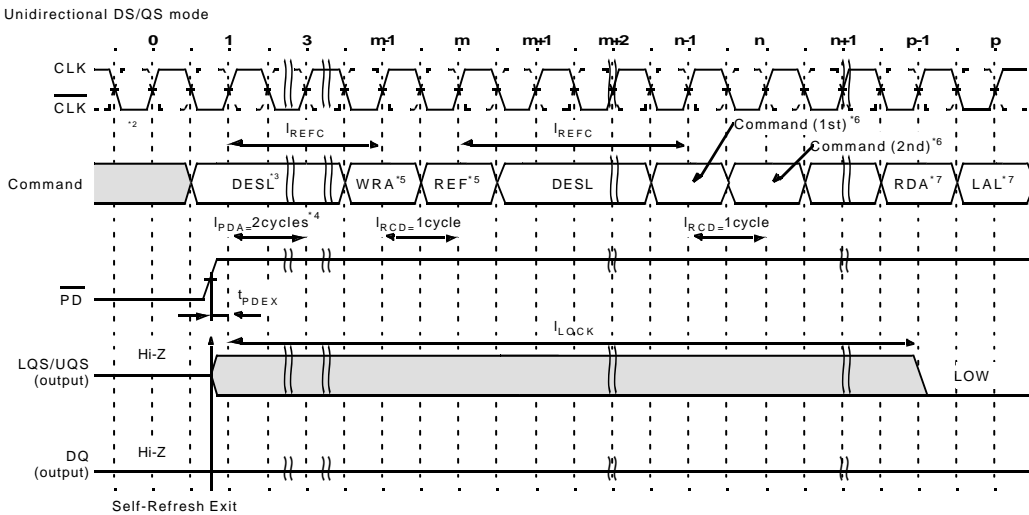 Unidirectional DS/QS mode
0 1 3 m-1 m m+1 m+2 n-1 n n+1 p-1 p
CLK
CLK
*2
IREFC IREFC Command (1st)*6
Command (2nd)*6
Command DESL*3 WRA*5 REF*5 DESL RDA*7 LAL*7
IPDA=2cycles*4 IRCD=1cycle IRCD=1cycle
PD
tPDEX
ILOCK
Hi-Z
LQS/UQS
(output)
LOW
Hi-Z
DQ
(output)
Self-Refresh Exit